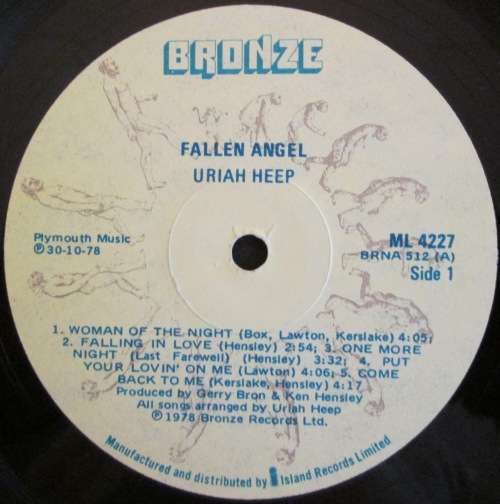 BRONZE
FALLEN ANGEL
URIAH HEEP
Plymouth Music
℗30-10-78
ML 4227
BRNA 512 (A)
Side 1
1. WOMAN OF THE NIGHT (Box, Lawton, Kerslake) 4:05;
2. FALLING IN LOVE (Hensley) 2:54; 3. ONE MORE
NIGHT (Last Farewell) (Hensley) 3:32; 4. PUT
YOUR LOVIN' ON ME (Lawton) 4:06; 5. COME
BACK TO ME (Kerslake, Hensley) 4:17
Produced by Gerry Bron & Ken Hensley
All songs arranged by Uriah Heep
℗1978 Bronze Records Ltd.
Manufactured and distributed by i Island Records Limited